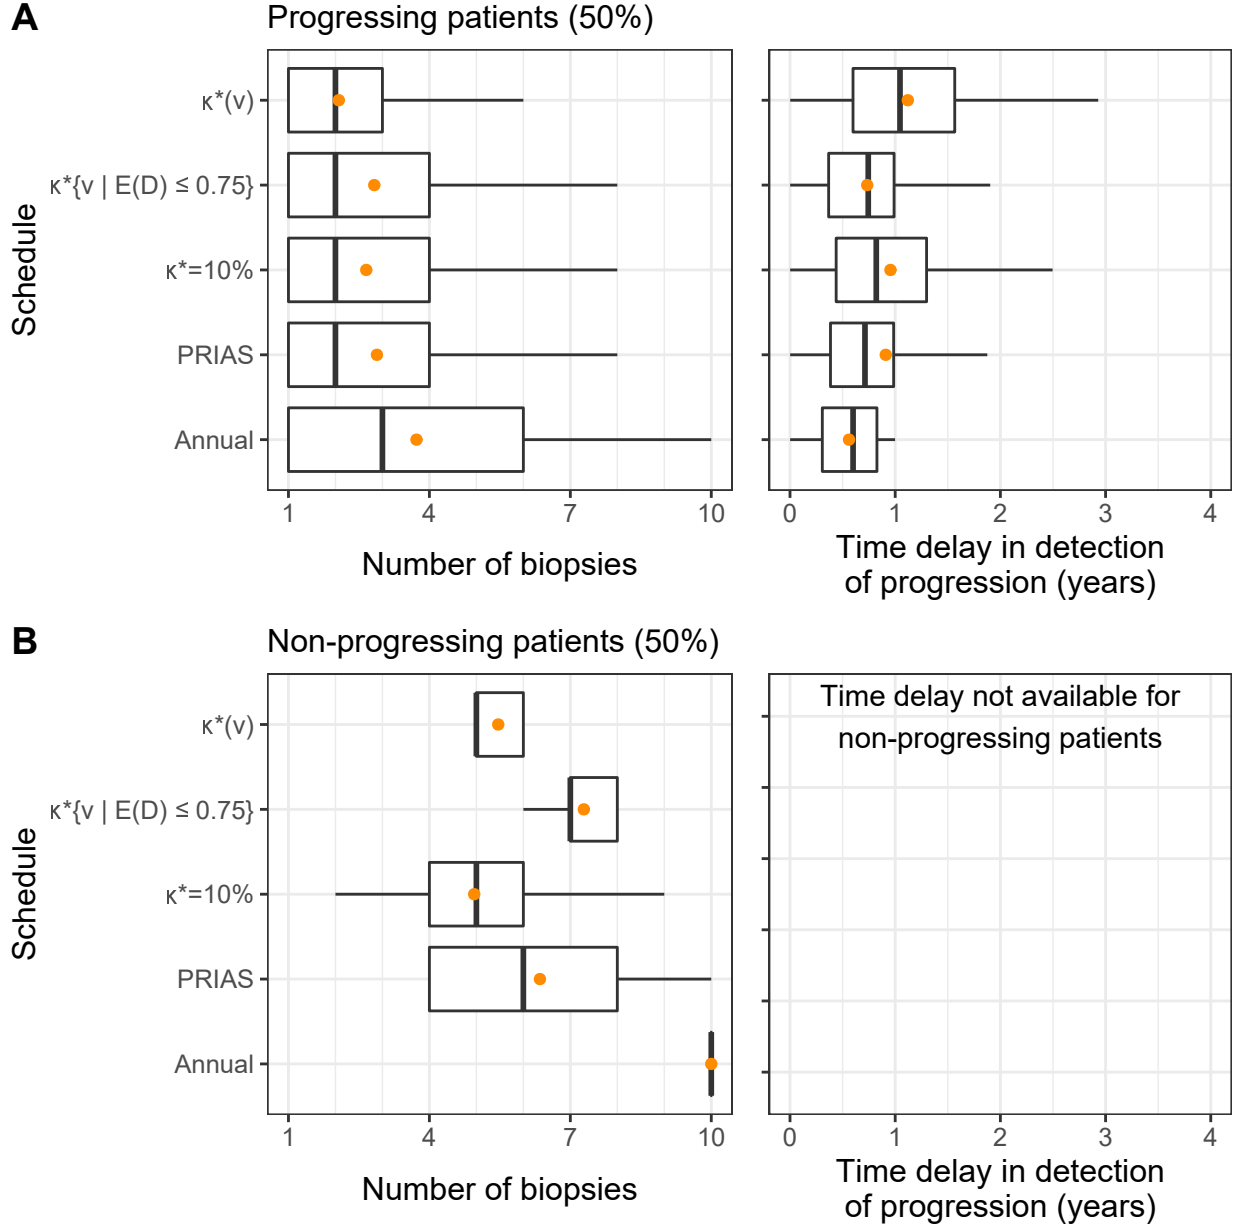 A
Progressing patients (50%)
Schedule
κ*(v)
κ*{v | E(D) ≤ 0.75}
κ*=10%
PRIAS
Annual
1 4 7 10
Number of biopsies
0 1 2 3 4
Time delay in detection
of progression (years)
B
Non-progressing patients (50%)
Schedule
κ*(v)
κ*{v | E(D) ≤ 0.75}
κ*=10%
PRIAS
Annual
1 4 7 10
Number of biopsies
Time delay not available for
non-progressing patients
0 1 2 3 4
Time delay in detection
of progression (years)